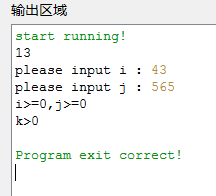 输出区域
start running!
13
please input i : 43
please input j : 565
i>=0,j>=0
k>0
Program exit correct!